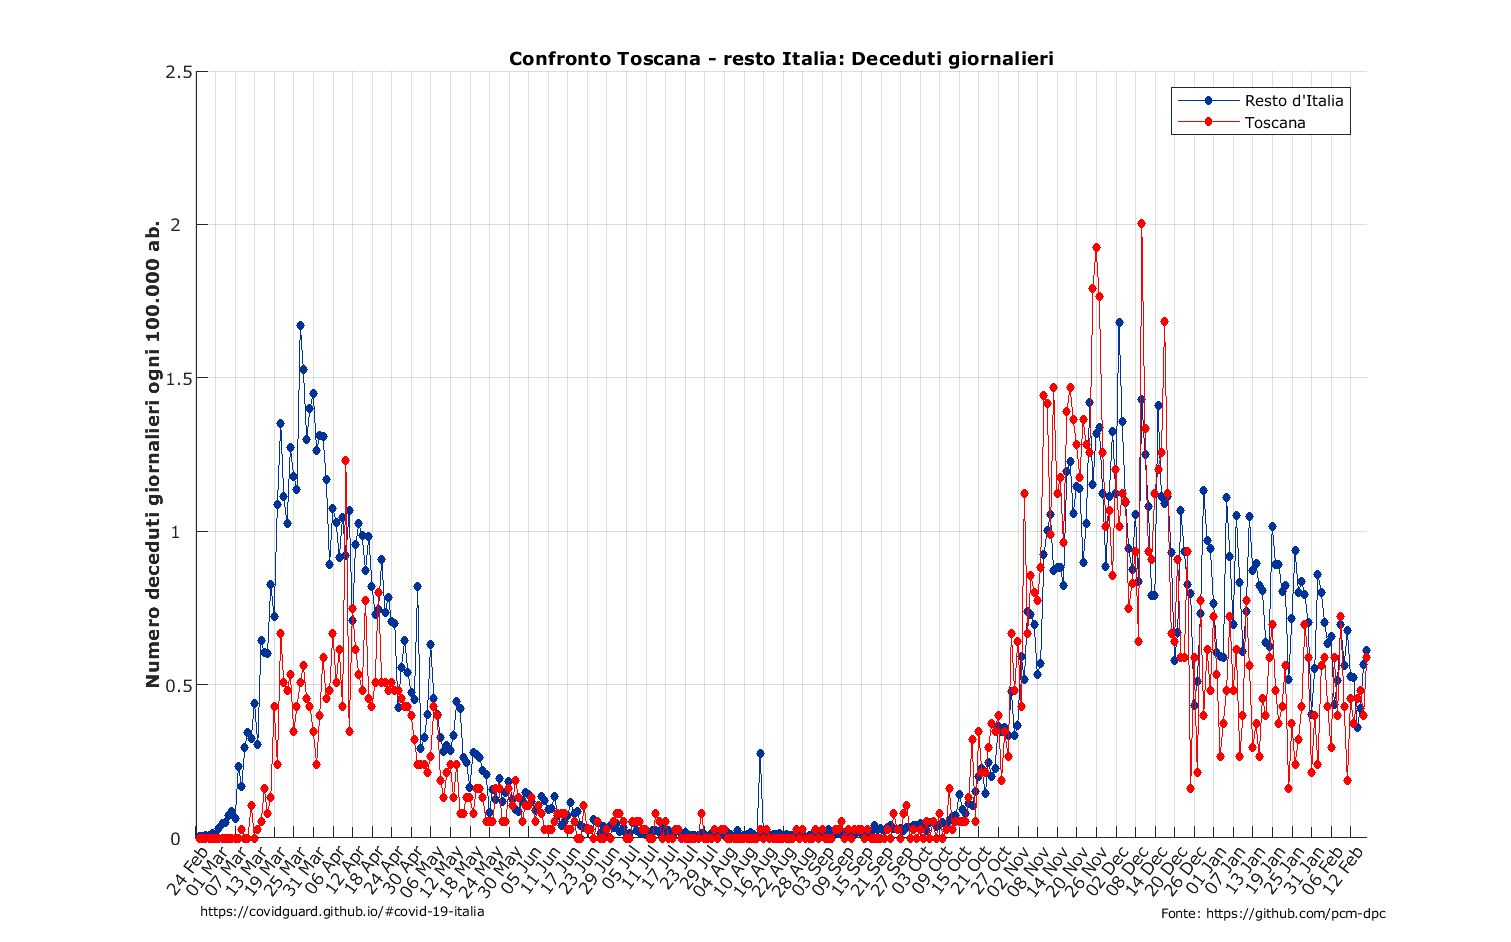 Confronto Toscana - resto Italia: Deceduti giornalieri
Resto d'Italia
Toscana
Numero deceduti giornalieri ogni 100.000 ab.
2.5
2
1.5
1
0.5
0
24 Feb
01 Mar
07 Mar
13 Mar
19 Mar
25 Mar
31 Mar
06 Apr
12 Apr
18 Apr
24 Apr
30 Apr
06 May
12 May
18 May
24 May
30 May
05 Jun
11 Jun
17 Jun
23 Jun
29 Jun
05 Jul
11 Jul
17 Jul
23 Jul
29 Jul
04 Aug
10 Aug
16 Aug
22 Aug
28 Aug
03 Sep
09 Sep
15 Sep
21 Sep
27 Sep
03 Oct
09 Oct
15 Oct
21 Oct
27 Oct
02 Nov
08 Nov
14 Nov
20 Nov
26 Nov
02 Dec
08 Dec
14 Dec
20 Dec
26 Dec
01 Jan
07 Jan
13 Jan
19 Jan
25 Jan
31 Jan
06 Feb
12 Feb
https://covidguard.github.io/#covid-19-italia
Fonte: https://github.com/pcm-dpc